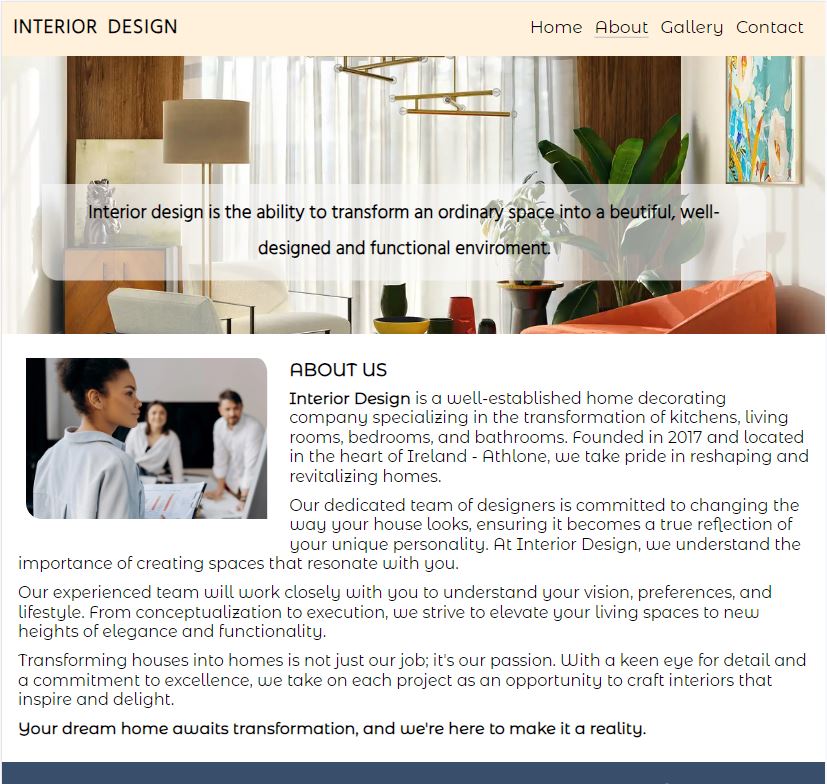 INTERIOR DESIGN
Home About Gallery Contact
Interior design is the ability to transform an ordinary space into a beutiful, well-
designed and functional enviroment.
ABOUT US
Interior Design is a well-established home decorating
company specializing in the transformation of kitchens, living
rooms, bedrooms, and bathrooms. Founded in 2017 and located
in the heart of Ireland - Athlone, we take pride in reshaping and
revitalizing homes.
Our dedicated team of designers is committed to changing the
way your house looks, ensuring it becomes a true reflection of
your unique personality. At Interior Design, we understand the
importance of creating spaces that resonate with you.
Our experienced team will work closely with you to understand your vision, preferences, and
lifestyle. From conceptualization to execution, we strive to elevate your living spaces to new
heights of elegance and functionality.
Transforming houses into homes is not just our job; it's our passion. With a keen eye for detail and
a commitment to excellence, we take on each project as an opportunity to craft interiors that
inspire and delight.
Your dream home awaits transformation, and we're here to make it a reality.